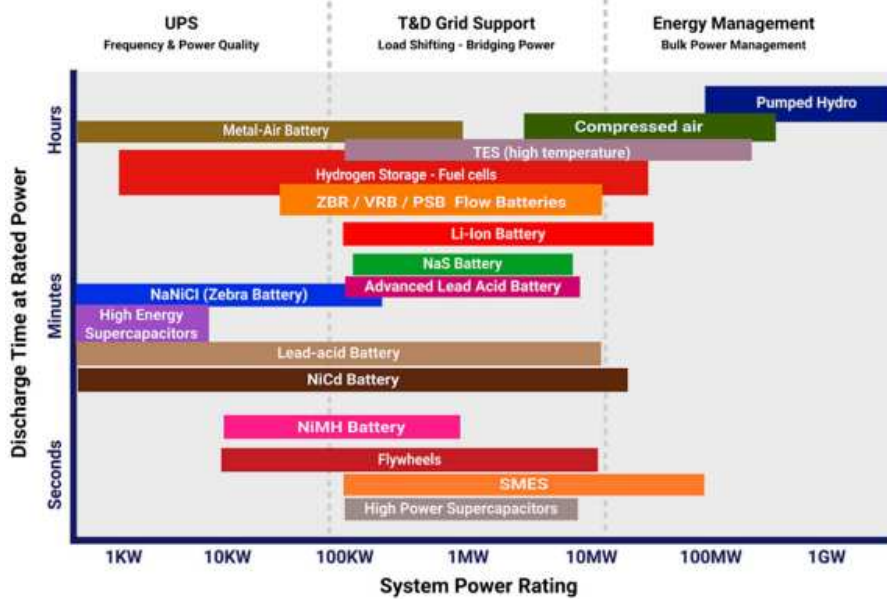 UPS
Frequency & Power Quality
T&D Grid Support
Load Shifting - Bridging Power
Energy Management
Bulk Power Management
Discharge Time at Rated Power
Hours
Minutes
Seconds
Pumped Hydro
Metal-Air Battery
Compressed air
TES (high temperature)
Hydrogen Storage - Fuel cells
ZBR / VRB / PSB Flow Batteries
Li-Ion Battery
NaS Battery
Advanced Lead Acid Battery
NaNiCl (Zebra Battery)
High Energy
Supercapacitors
Lead-acid Battery
NiCd Battery
NiMH Battery
Flywheels
SMES
High Power Supercapacitors
1KW 10KW 100KW 1MW 10MW 100MW 1GW
System Power Rating